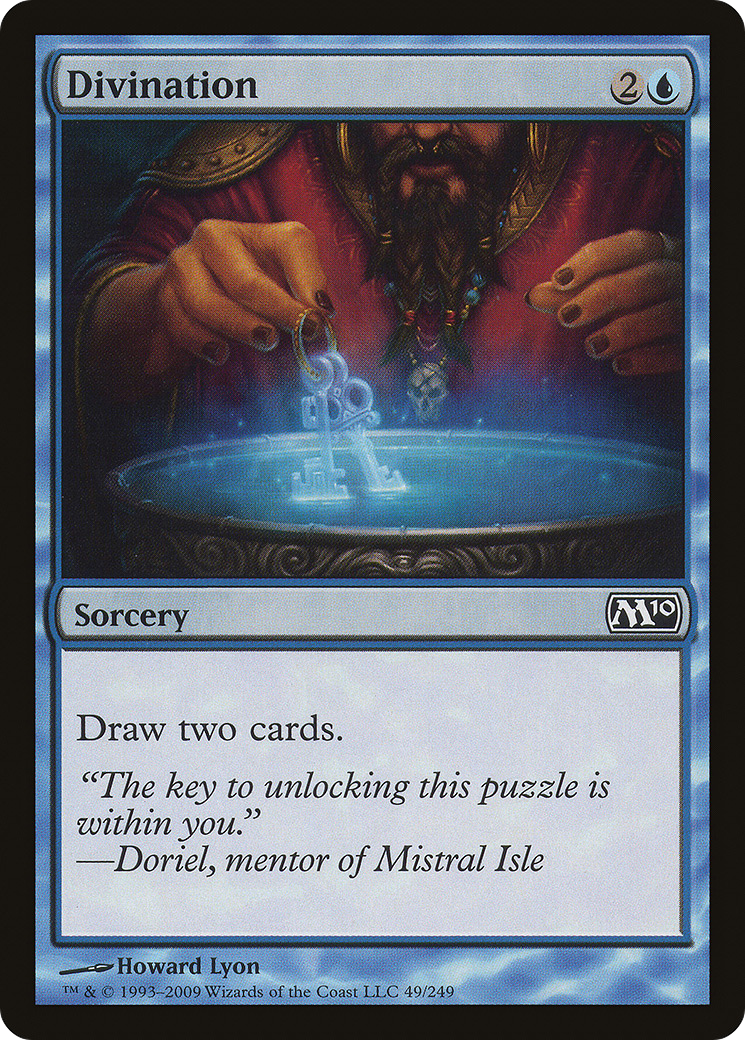 Divination 2
Sorcery M10
Draw two cards.
“The key to unlocking this puzzle is
within you.”
—Doriel, mentor of Mistral Isle
Howard Lyon
™ & © 1993–2009 Wizards of the Coast LLC 49/249